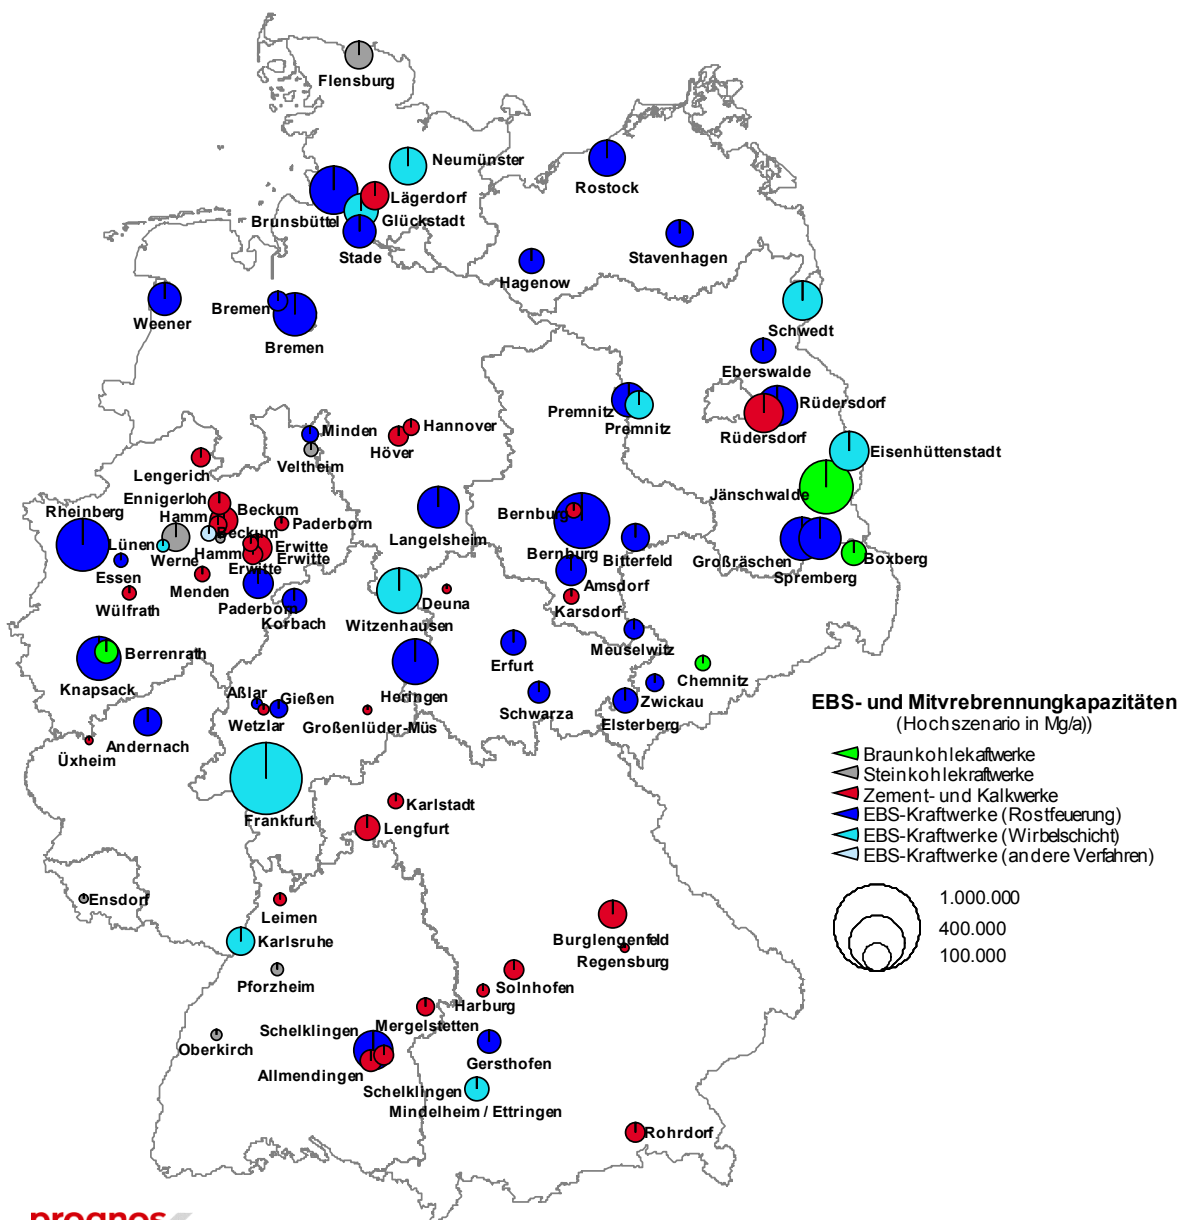 Flensburg
Neumünster
Rostock
Lägerdorf
Brunsbüttel
Glückstadt
Stade
Stavenhagen
Hagenow
Weener
Bremen
Bremen
Schwedt
Eberswalde
Premnitz
Premnitz
Rüdersdorf
Rüdersdorf
Minden
Hannover
Höver
Veltheim
Eisenhüttenstadt
Lengerich
Jänschwalde
Ennigerloh
Rheinberg
Hamm
Beckum
Paderborn
Langelsheim
Bernburg
Beckum
Lünen
Werne
Hamm
Erwitte
Erwitte
Erwitte
Bernburg
Bitterfeld
Großräschen
Spremberg
Boxberg
Essen
Menden
Wülfrath
Paderborn
Korbach
Witzenhausen
Deuna
Amsdorf
Karsdorf
Berrenrath
Knapsack
Erfurt
Meuselwitz
Chemnitz
Heringen
Aßlar
Gießen
Wetzlar
Großenlüder-Müs
Schwarza
Zwickau
Elsterberg
Andernach
Üxheim
Frankfurt
Karlstadt
Lengfurt
EBS- und Mitvrebrennungkapazitäten
(Hochszenario in Mg/a))
Braunkohlekaftwerke
Steinkohlekraftwerke
Zement- und Kalkwerke
EBS-Kraftwerke (Rostfeuerung)
EBS-Kraftwerke (Wirbelschicht)
EBS-Kraftwerke (andere Verfahren)
1.000.000
400.000
100.000
Ensdorf
Leimen
Karlsruhe
Burglengenfeld
Regensburg
Pforzheim
Solnhofen
Harburg
Mergelstetten
Schelklingen
Oberkirch
Gersthofen
Allmendingen
Schelklingen
Mindelheim / Ettringen
Rohrdorf
prognos